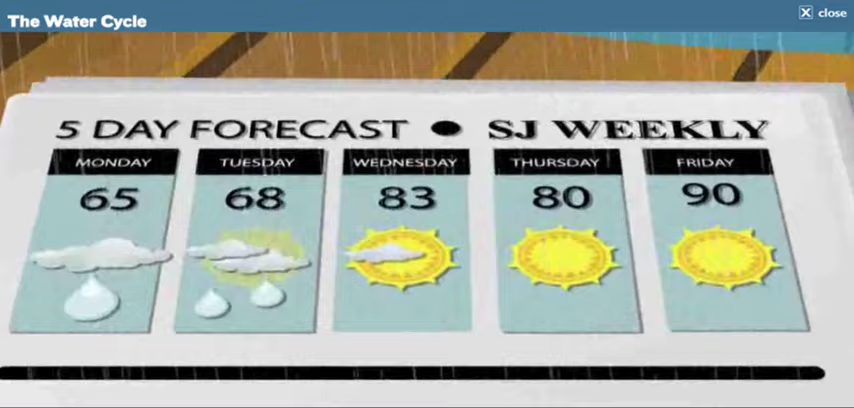 The Water Cycle
close
5 DAY FORECAST • SJ WEEKLY
MONDAY TUESDAY WEDNESDAY THURSDAY FRIDAY
65 68 83 80 90